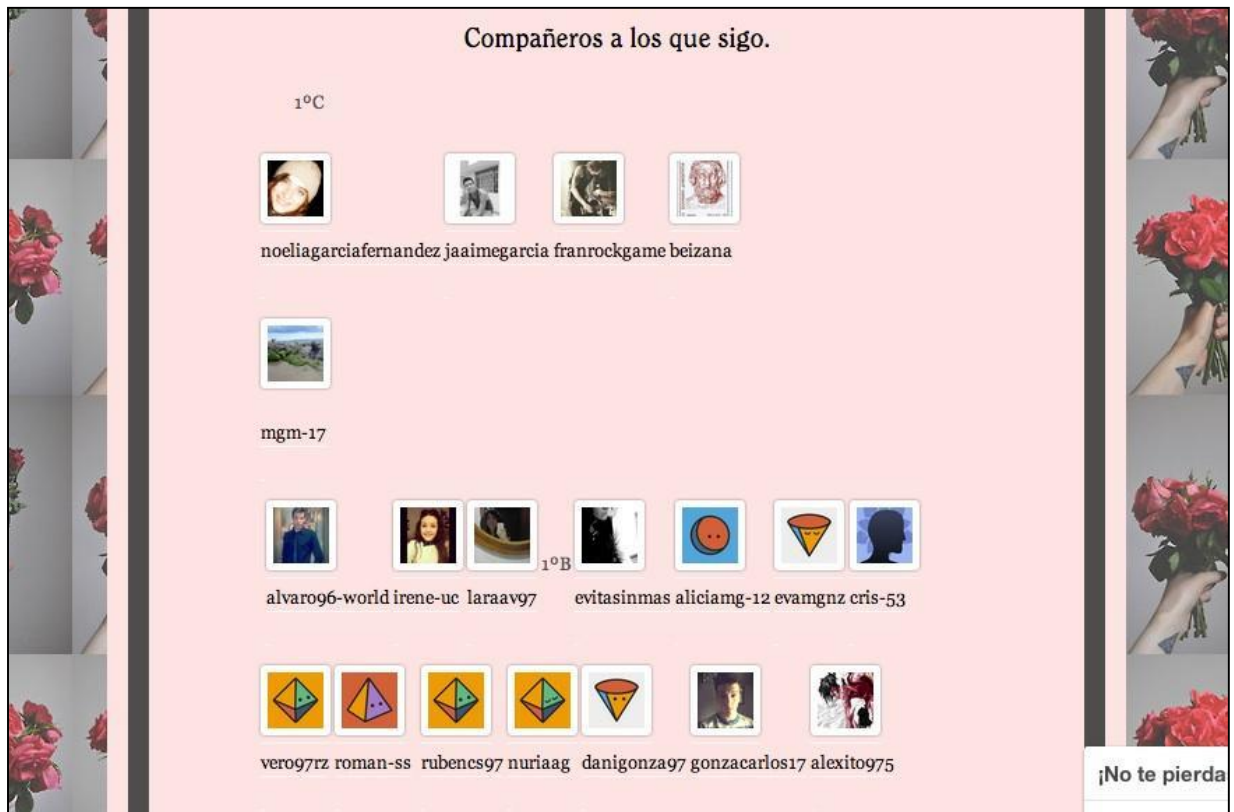 Compañeros a los que sigo.
1ºC
noeliagarciafernandez jaaimegarcia franrockgame beizana
mgm-17
1ºB
alvaro96-world irene-uc laraav97 evitasinmas aliciamg-12 evamgnz cris-53
vero97rz roman-ss rubencs97 nuriaag danigonza97 gonzacarlos17 alexito975
¡No te pierda